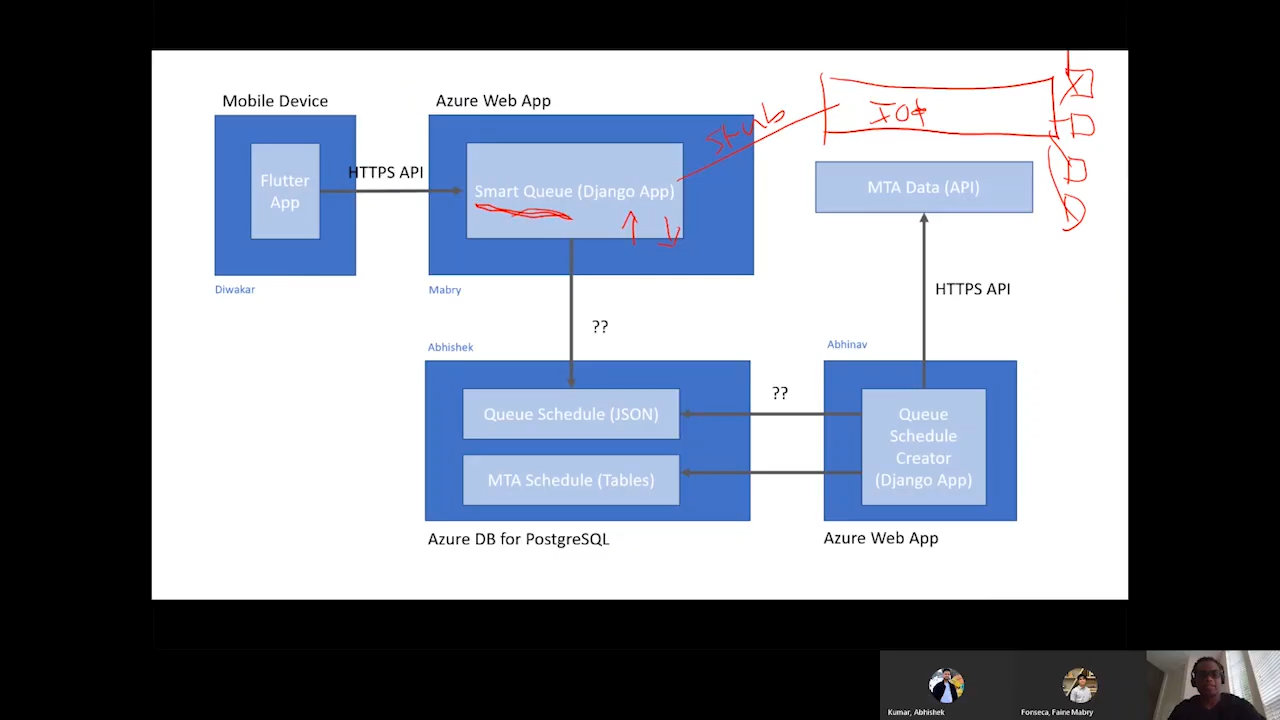 Mobile Device
Azure Web App
Flutter
App
HTTPS API
Smart Queue (Django App)
Stub
IOT
MTA Data (API)
D
D
D
Diwakar
Mabry
HTTPS API
??
Abhishek
Abhinav
??
Queue Schedule (JSON)
MTA Schedule (Tables)
Queue
Schedule
Creator
(Django App)
Azure DB for PostgreSQL
Azure Web App
Kumar, Abhishek
Fonseca, Faine Mabry